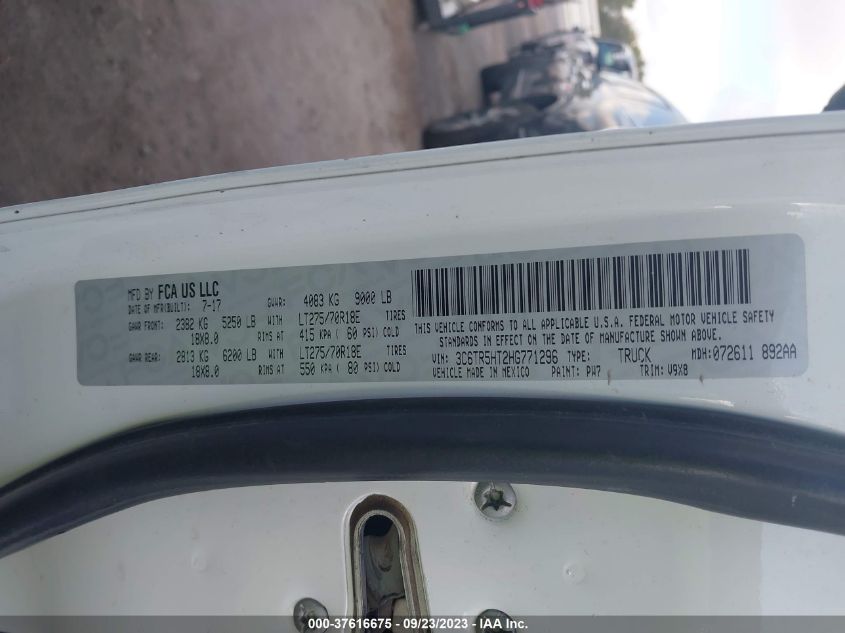 MFD BY FCA US LLC
DATE OF MFR(BUILT): 7-17 GVWR: 4083 KG 9000 LB
GAWR FRONT: 2382 KG 5250 LB WITH LT275/70R18E TIRES
18X8.0 RIMS AT 415 KPA ( 60 PSI) COLD
GAWR REAR: 2813 KG 6200 LB WITH LT275/70R18E TIRES
18X8.0 RIMS AT 550 KPA ( 80 PSI) COLD
THIS VEHICLE CONFORMS TO ALL APPLICABLE U.S.A. FEDERAL MOTOR VEHICLE SAFETY
STANDARDS IN EFFECT ON THE DATE OF MANUFACTURE SHOWN ABOVE.
VIN: 3C6TR5HT2HG771296 TYPE: TRUCK MDH: 072611 892AA
VEHICLE MADE IN MEXICO PAINT: PW7 TRIM: V9X8
000-37616675 - 09/23/2023 - IAA Inc.